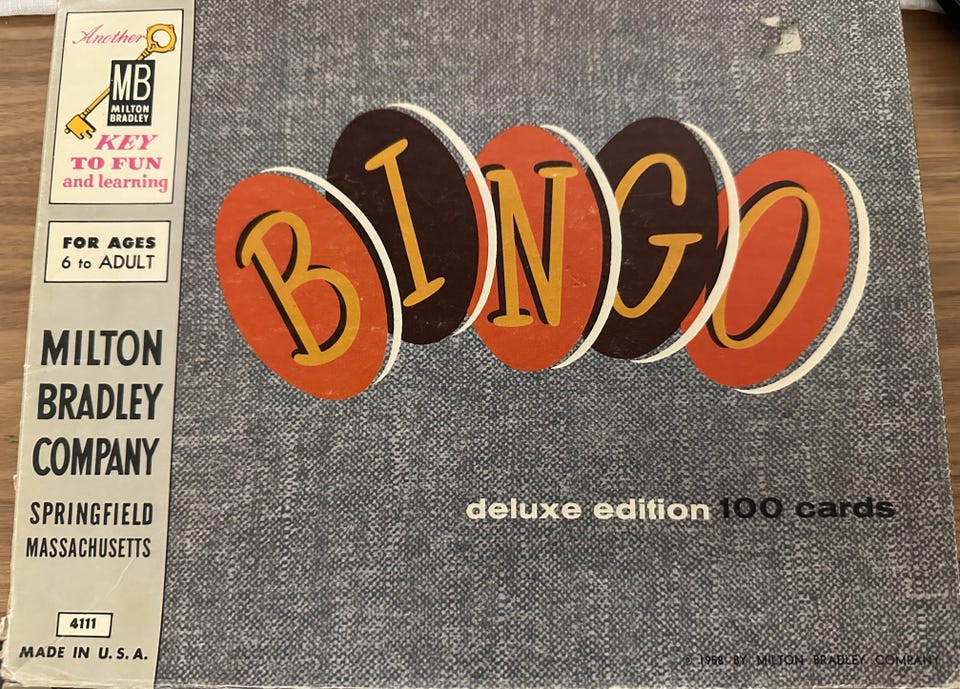 Another
MB
MILTON
BRADLEY
KEY
TO FUN
and learning
FOR AGES
6 to ADULT
MILTON
BRADLEY
COMPANY
SPRINGFIELD
MASSACHUSETTS
4111
MADE IN U.S.A.
BINGO
deluxe edition 100 cards
© 1958 BY MILTON BRADLEY COMPANY